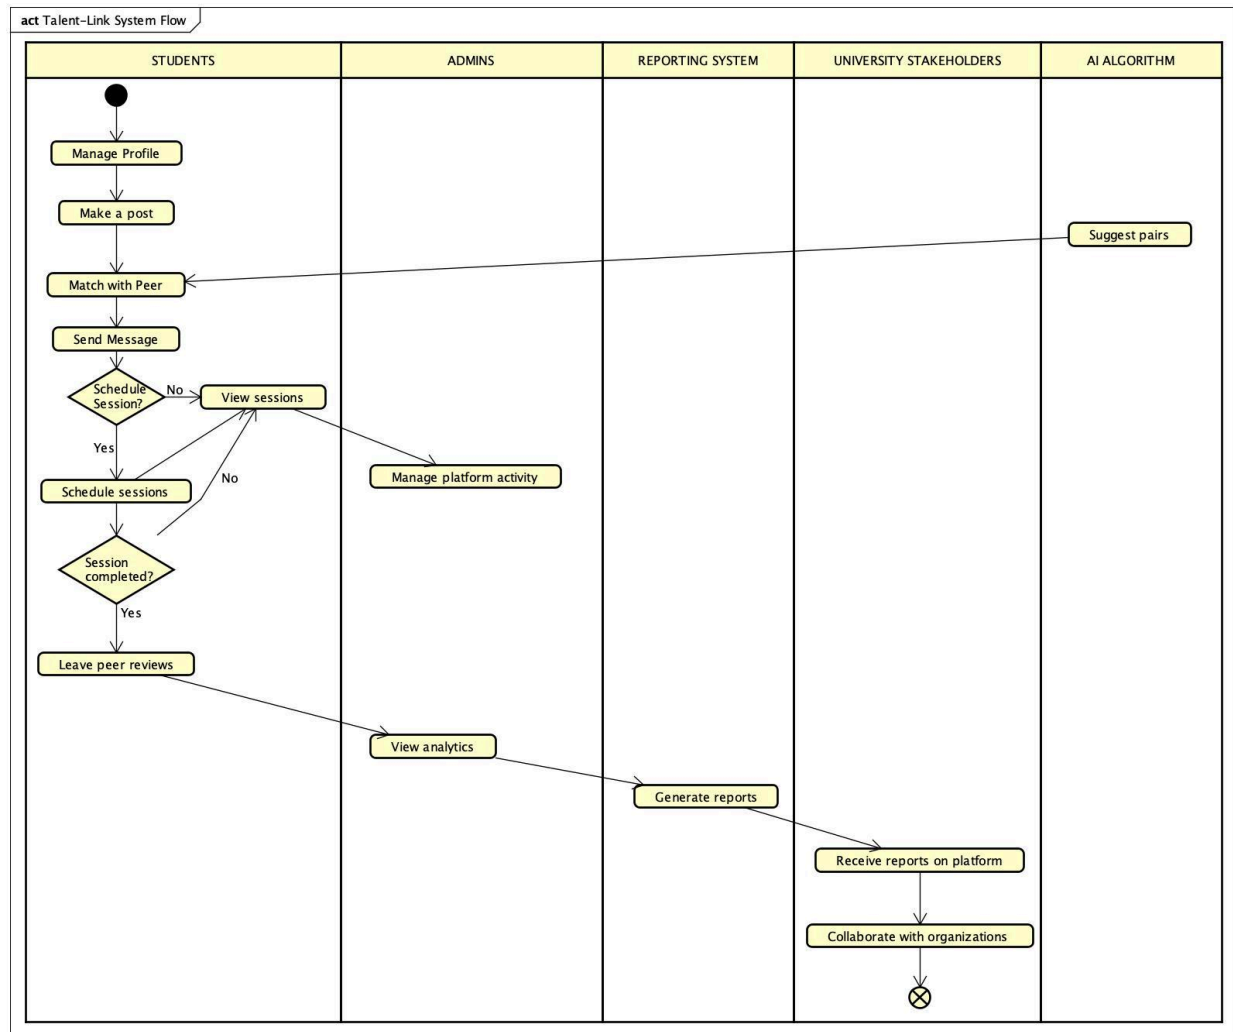 act Talent-Link System Flow
STUDENTS
ADMINS
REPORTING SYSTEM
UNIVERSITY STAKEHOLDERS
AI ALGORITHM
Manage Profile
Make a post
Suggest pairs
Match with Peer
Send Message
Schedule
Session?
No
View sessions
Yes
Manage platform activity
No
Schedule sessions
Session
completed?
Yes
Leave peer reviews
View analytics
Generate reports
Receive reports on platform
Collaborate with organizations